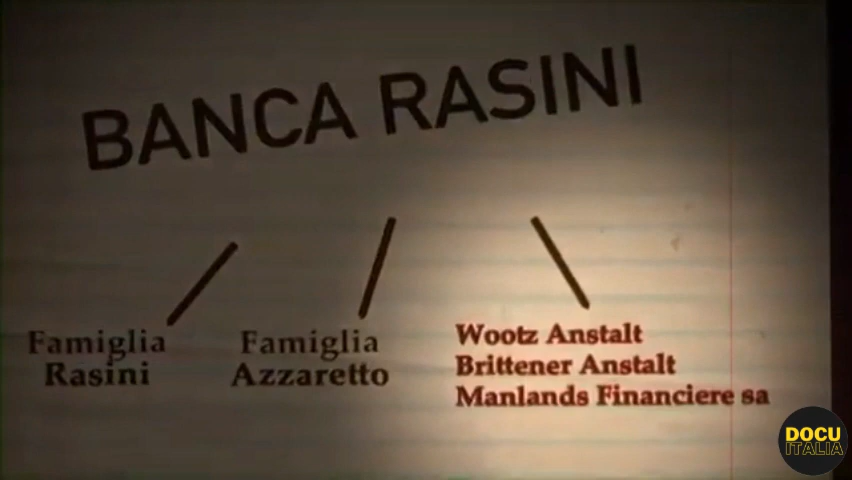 BANCA RASINI
Famiglia
Rasini
Famiglia
Azzaretto
Wootz Anstalt
Brittener Anstalt
Manlands Financiere sa
DOCU
ITALIA